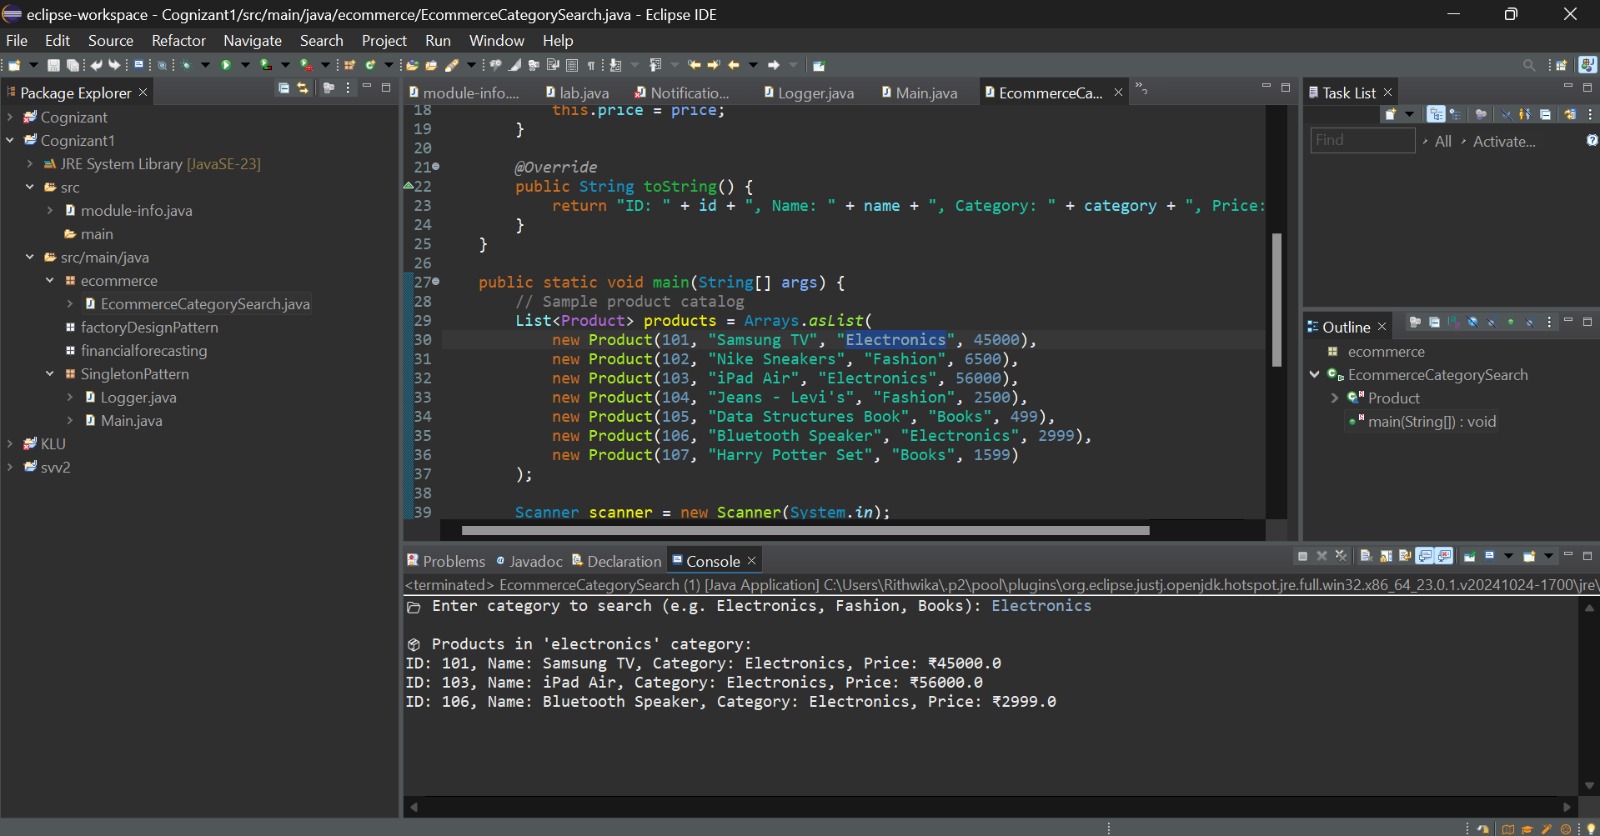 eclipse-workspace - Cognizant1/src/main/java/ecommerce/EcommerceCategorySearch.java - Eclipse IDE
File Edit Source Refactor Navigate Search Project Run Window Help
Package Explorer
Cognizant
Cognizant1
JRE System Library [JavaSE-23]
src
module-info.java
main
src/main/java
ecommerce
EcommerceCategorySearch.java
factoryDesignPattern
financialforecasting
SingletonPattern
Logger.java
Main.java
KLU
svv2
module-info.... lab.java Notificatio... Logger.java Main.java EcommerceCa...
18 this.price = price;
19 }
20
21 @Override
22 public String toString() {
23 return "ID: " + id + ", Name: " + name + ", Category: " + category + ", Price:
24 }
25 }
26
27 public static void main(String[] args) {
28 // Sample product catalog
29 List<Product> products = Arrays.asList(
30 new Product(101, "Samsung TV", "Electronics", 45000),
31 new Product(102, "Nike Sneakers", "Fashion", 6500),
32 new Product(103, "iPad Air", "Electronics", 56000),
33 new Product(104, "Jeans - Levi's", "Fashion", 2500),
34 new Product(105, "Data Structures Book", "Books", 499),
35 new Product(106, "Bluetooth Speaker", "Electronics", 2999),
36 new Product(107, "Harry Potter Set", "Books", 1599)
37 );
38
39 Scanner scanner = new Scanner(System.in);
Problems Javadoc Declaration Console
<terminated> EcommerceCategorySearch (1) [Java Application] C:\Users\Rithwika\.p2\pool\plugins\org.eclipse.justj.openjdk.hotspot.jre.full.win32.x86_64_23.0.1.v20241024-1700\jre\
Enter category to search (e.g. Electronics, Fashion, Books): Electronics
Products in 'electronics' category:
ID: 101, Name: Samsung TV, Category: Electronics, Price: ₹45000.0
ID: 103, Name: iPad Air, Category: Electronics, Price: ₹56000.0
ID: 106, Name: Bluetooth Speaker, Category: Electronics, Price: ₹2999.0
Task List
Find All Activate...
Outline
ecommerce
EcommerceCategorySearch
Product
main(String[]) : void